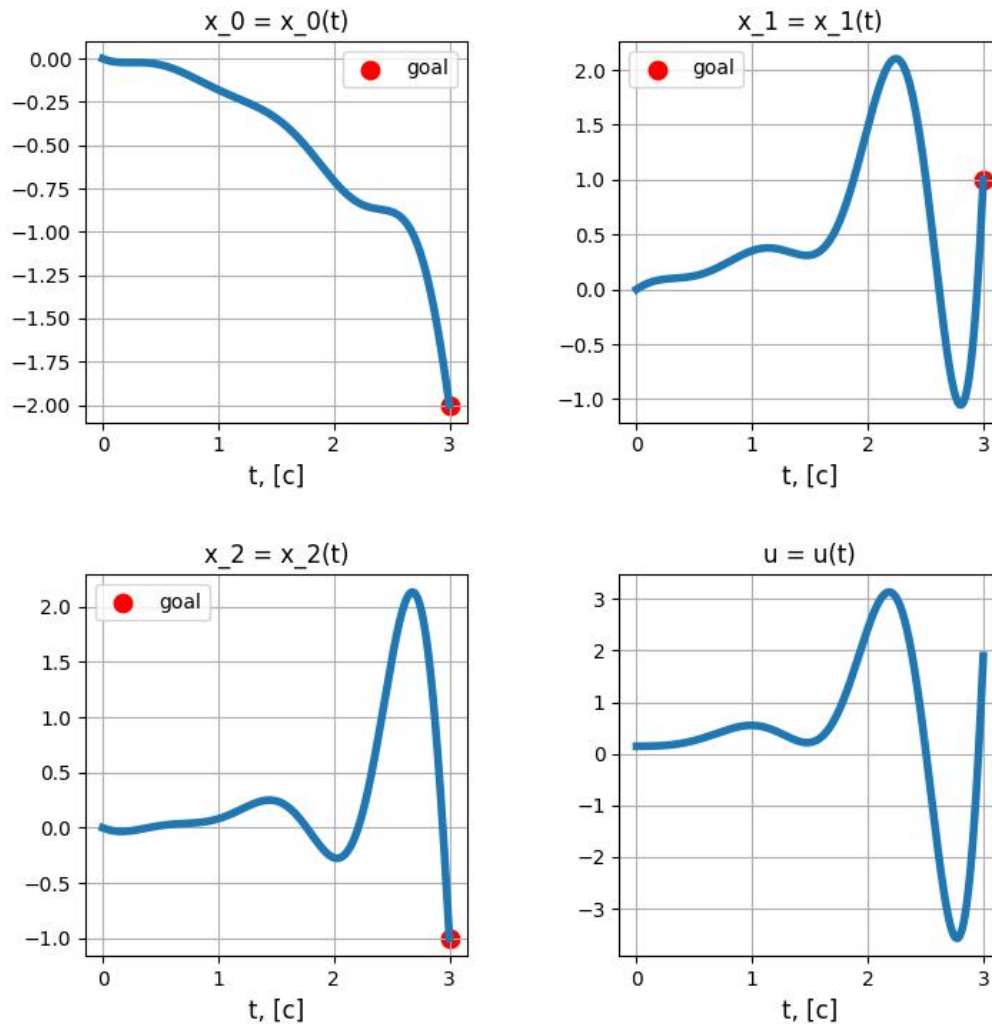 x_0 = x_0(t)
goal
0.00
−0.25
−0.50
−0.75
−1.00
−1.25
−1.50
−1.75
−2.00
0 1 2 3
t, [c]
x_1 = x_1(t)
goal
2.0
1.5
1.0
0.5
0.0
−0.5
−1.0
0 1 2 3
t, [c]
x_2 = x_2(t)
goal
2.0
1.5
1.0
0.5
0.0
−0.5
−1.0
0 1 2 3
t, [c]
u = u(t)
3
2
1
0
−1
−2
−3
0 1 2 3
t, [c]